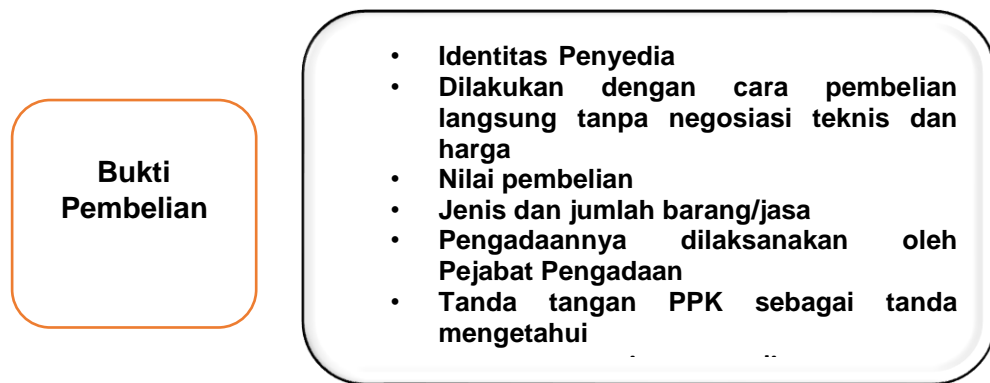 Bukti
Pembelian
• Identitas Penyedia
• Dilakukan dengan cara pembelian
langsung tanpa negosiasi teknis dan
harga
• Nilai pembelian
• Jenis dan jumlah barang/jasa
• Pengadaannya dilaksanakan oleh
Pejabat Pengadaan
• Tanda tangan PPK sebagai tanda
mengetahui